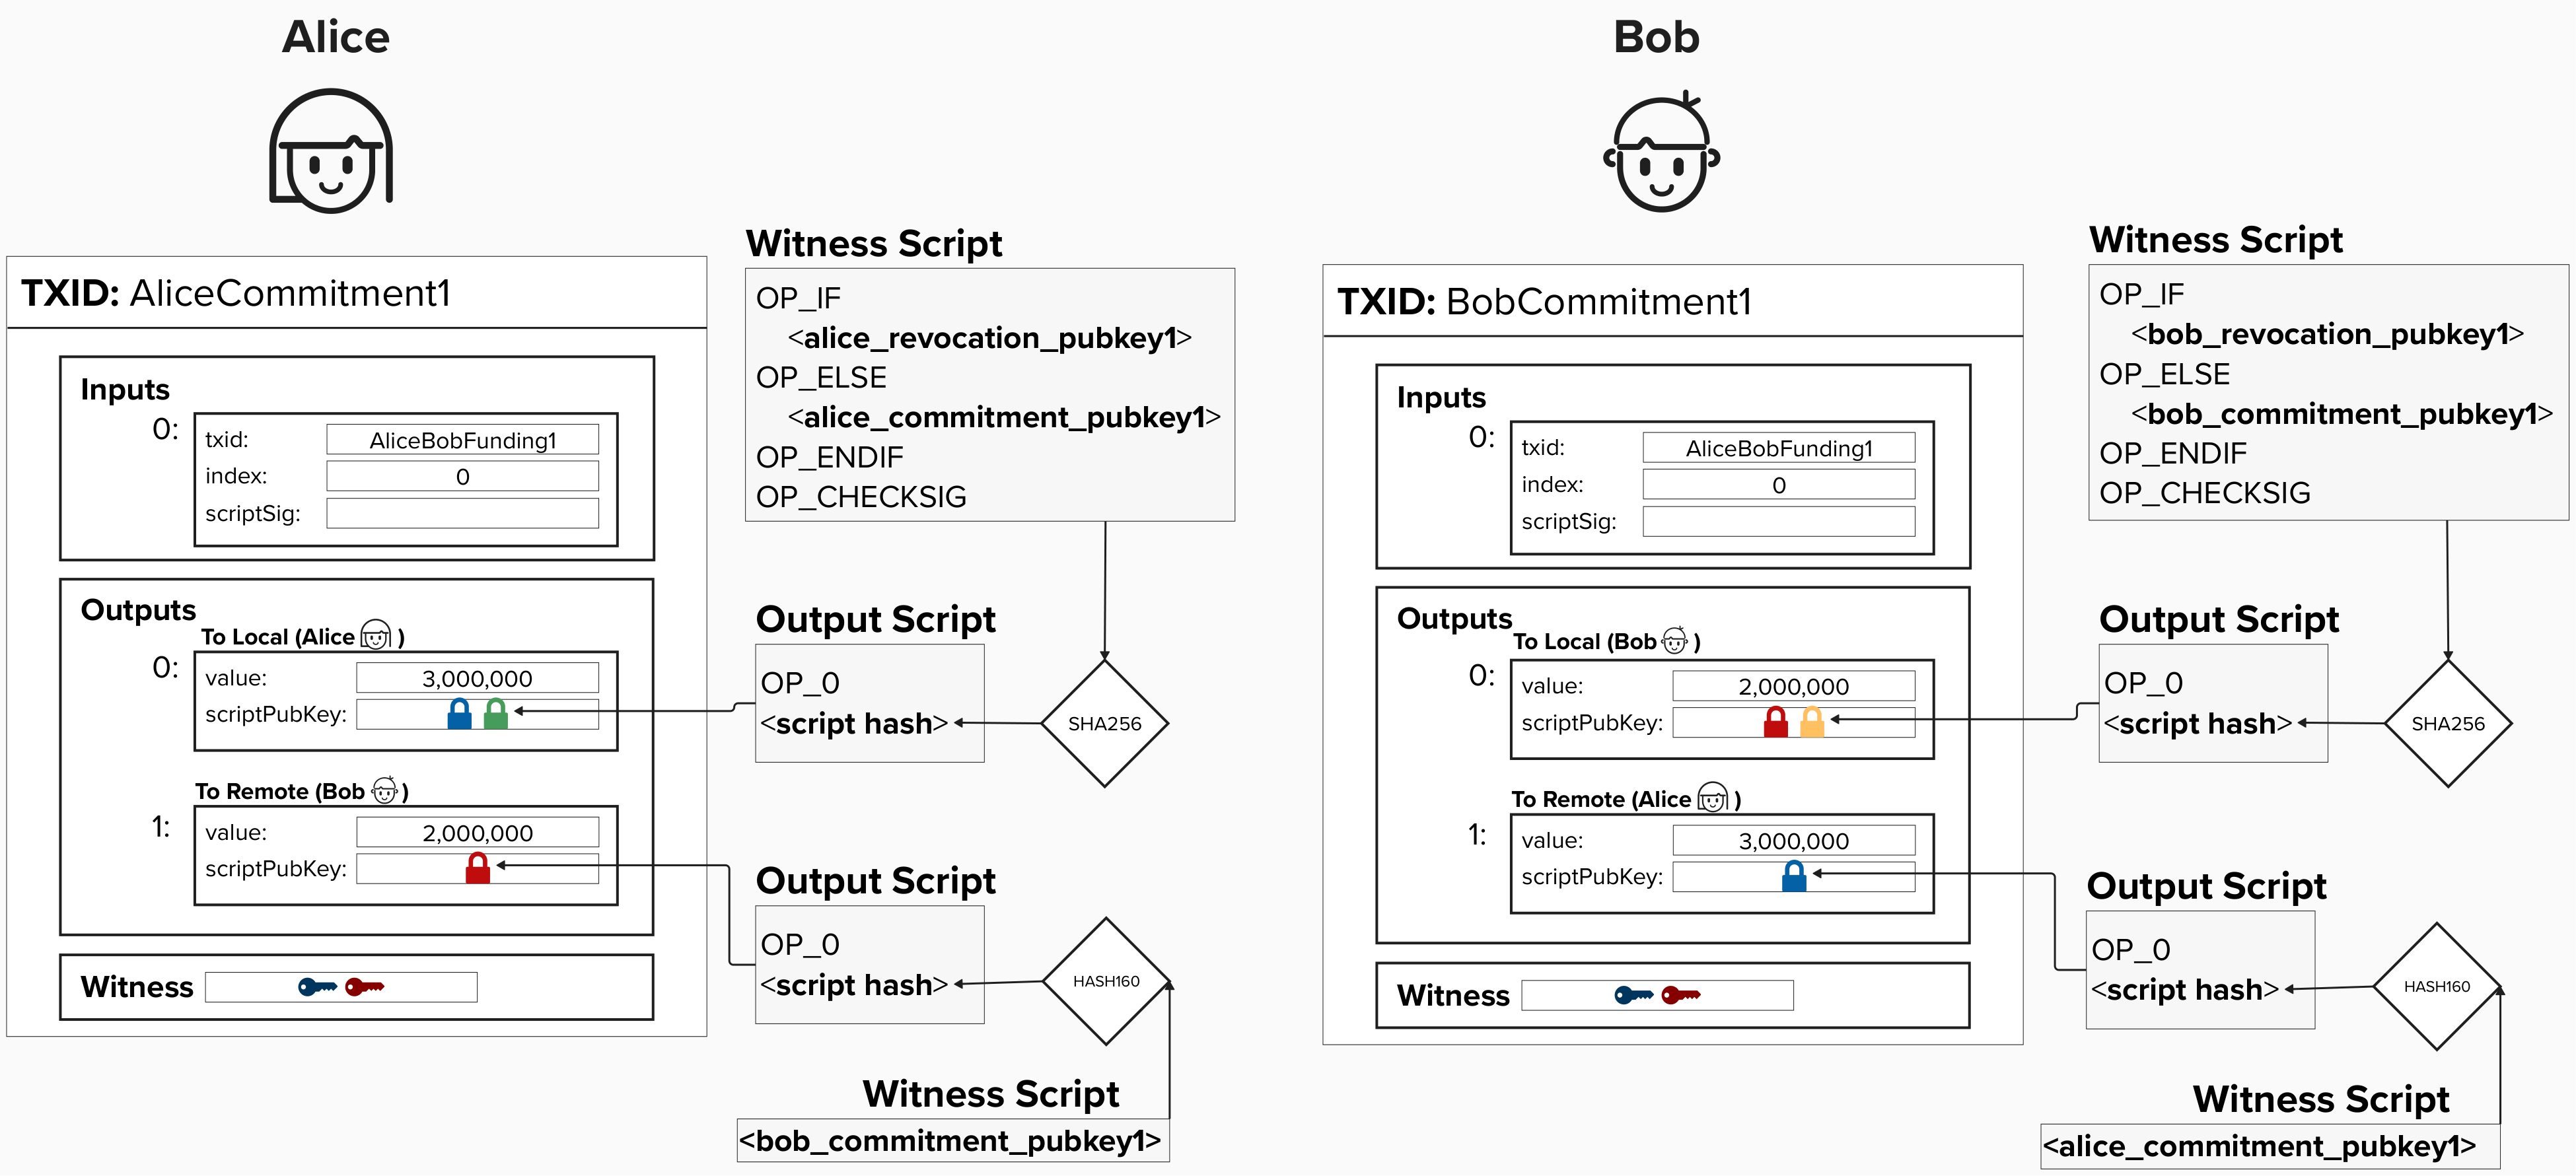 Alice
TXID: AliceCommitment1
Inputs
0:
txid: AliceBobFunding1
index: 0
scriptSig:
Outputs
To Local (Alice )
0:
value: 3,000,000
scriptPubKey:
To Remote (Bob )
1:
value: 2,000,000
scriptPubKey:
Witness
Witness Script
OP_IF
<alice_revocation_pubkey1>
OP_ELSE
<alice_commitment_pubkey1>
OP_ENDIF
OP_CHECKSIG
Output Script
OP_0
<script hash>
SHA256
Output Script
OP_0
<script hash>
HASH160
Witness Script
<bob_commitment_pubkey1>
Bob
TXID: BobCommitment1
Inputs
0:
txid: AliceBobFunding1
index: 0
scriptSig:
Outputs
To Local (Bob )
0:
value: 2,000,000
scriptPubKey:
To Remote (Alice )
1:
value: 3,000,000
scriptPubKey:
Witness
Witness Script
OP_IF
<bob_revocation_pubkey1>
OP_ELSE
<bob_commitment_pubkey1>
OP_ENDIF
OP_CHECKSIG
Output Script
OP_0
<script hash>
SHA256
Output Script
OP_0
<script hash>
HASH160
Witness Script
<alice_commitment_pubkey1>